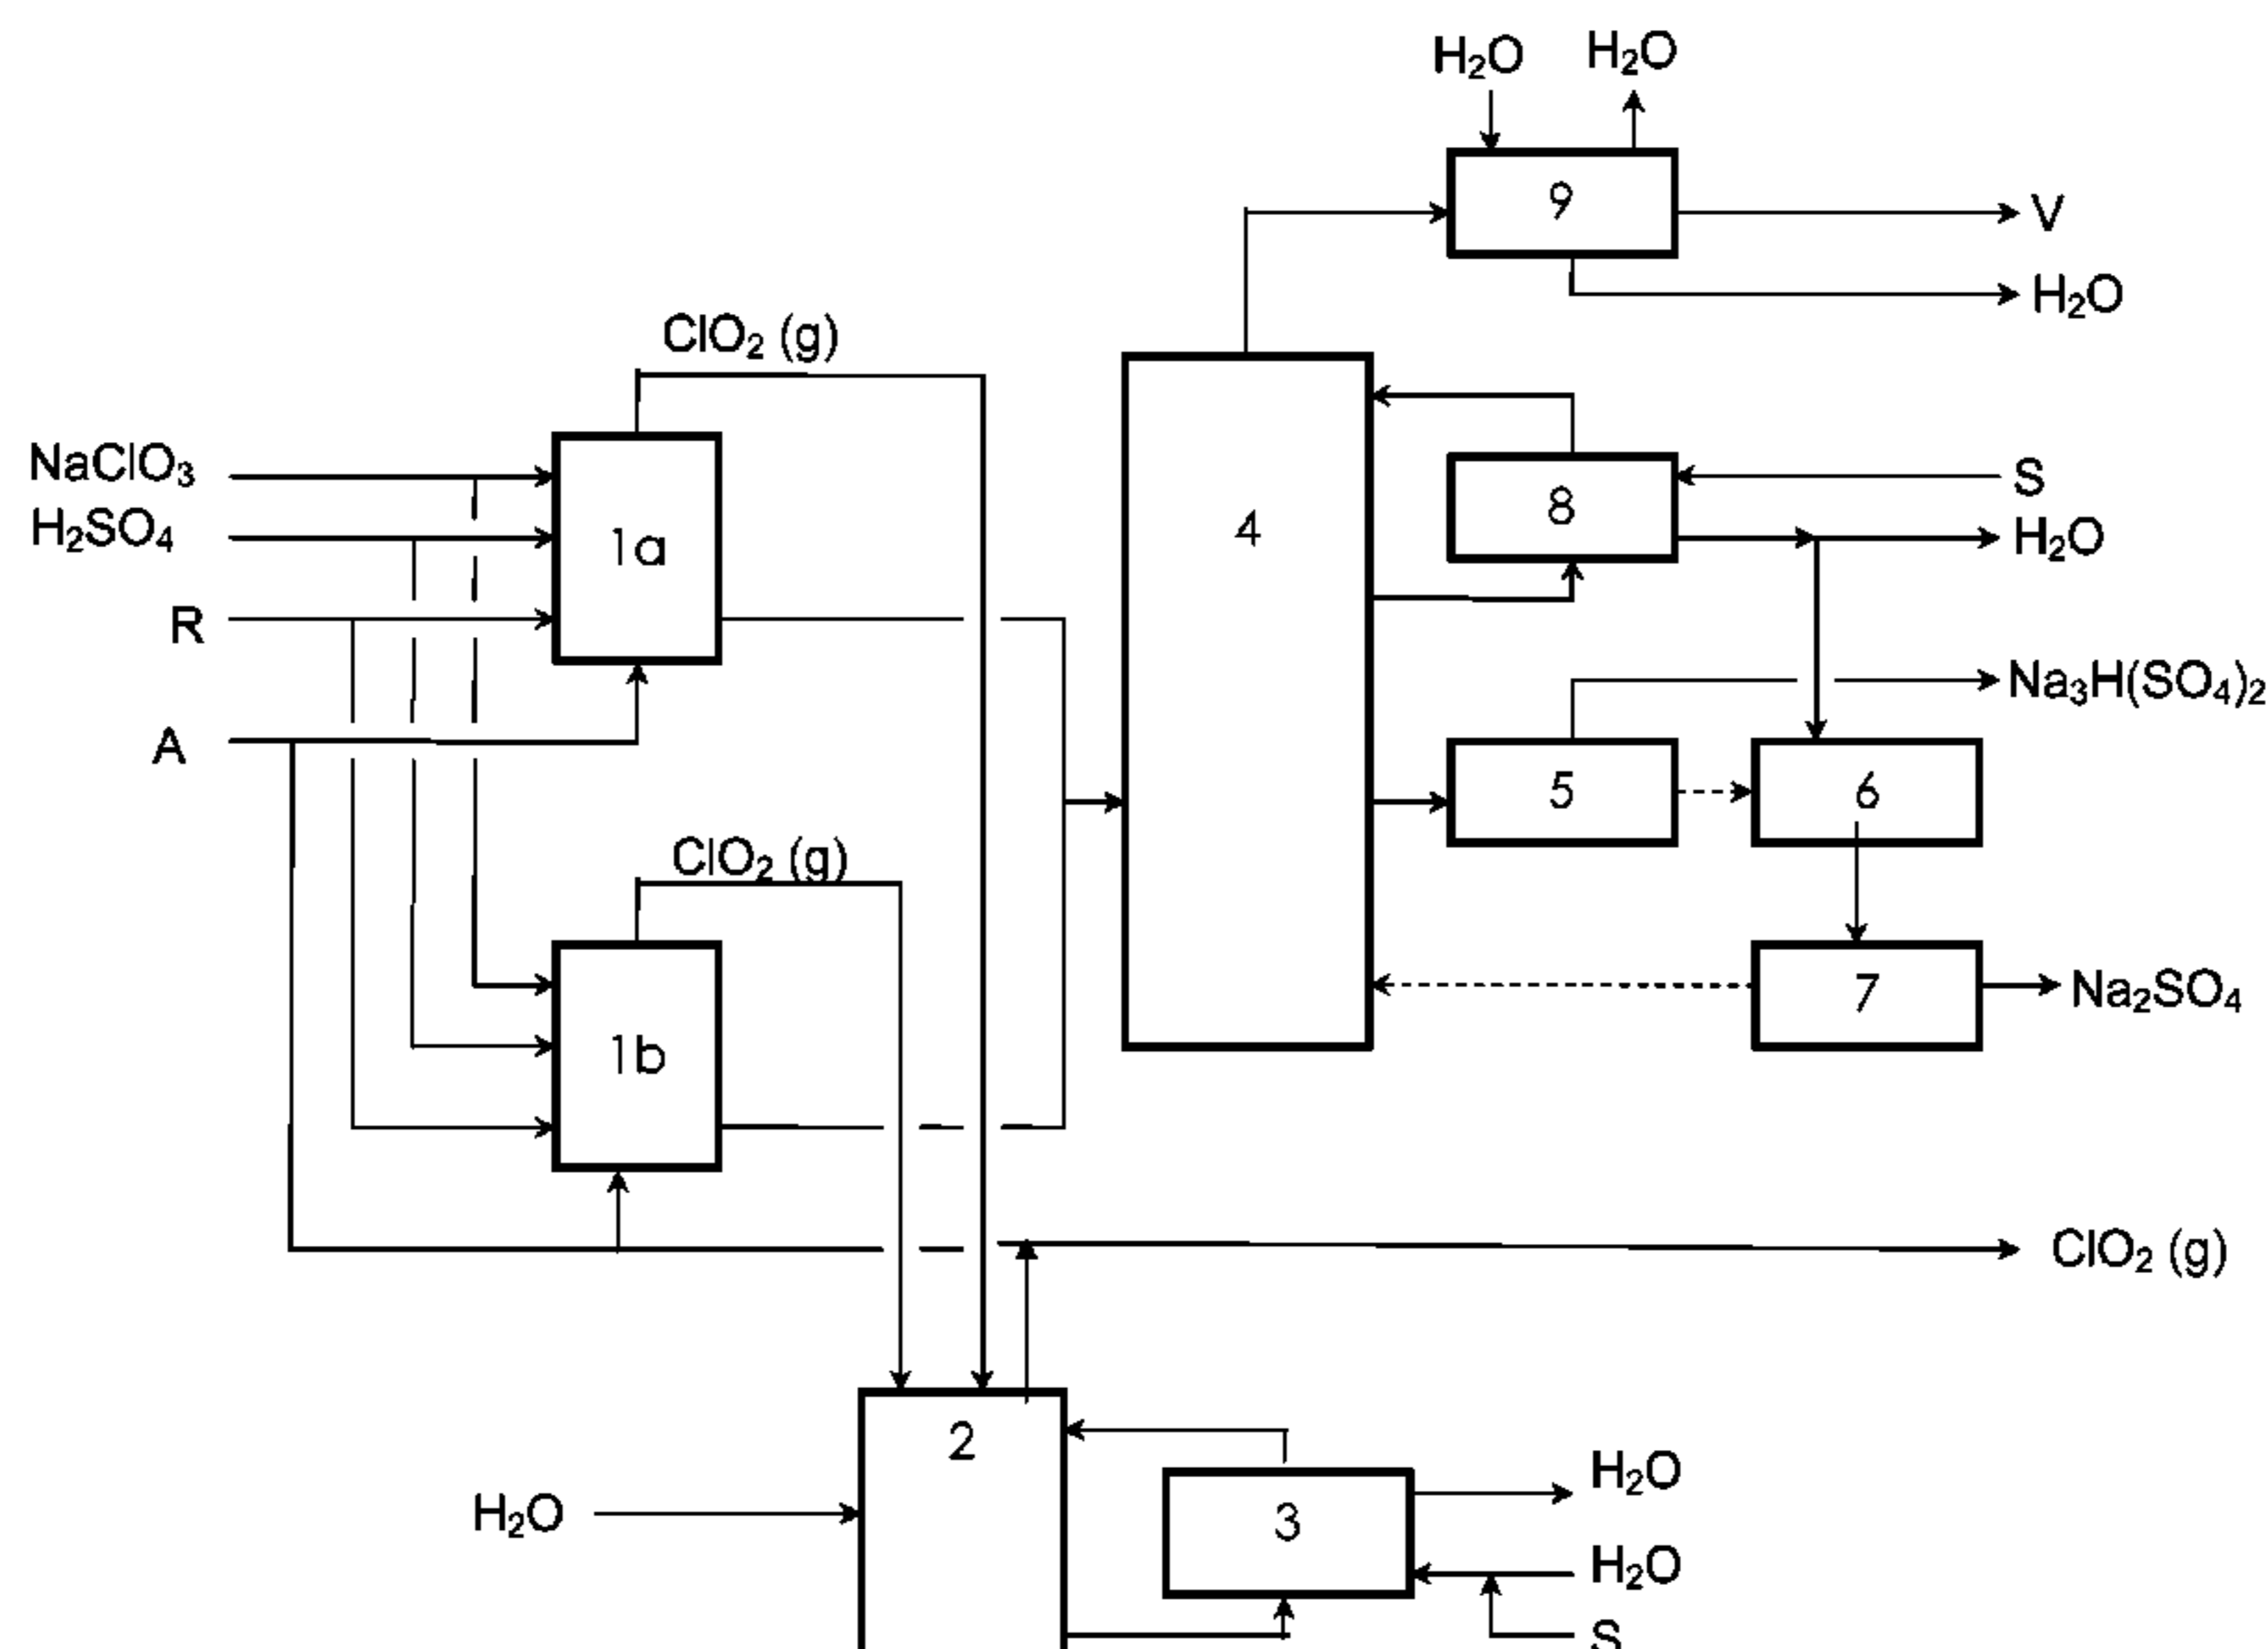 H₂O
H₂O
9
V
H₂O
ClO₂ (g)
NaClO₃
H₂SO₄
R
A
1a
4
8
S
H₂O
Na₃H(SO₄)₂
5
6
ClO₂ (g)
1b
7
Na₂SO₄
ClO₂ (g)
2
H₂O
3
H₂O
H₂O
S